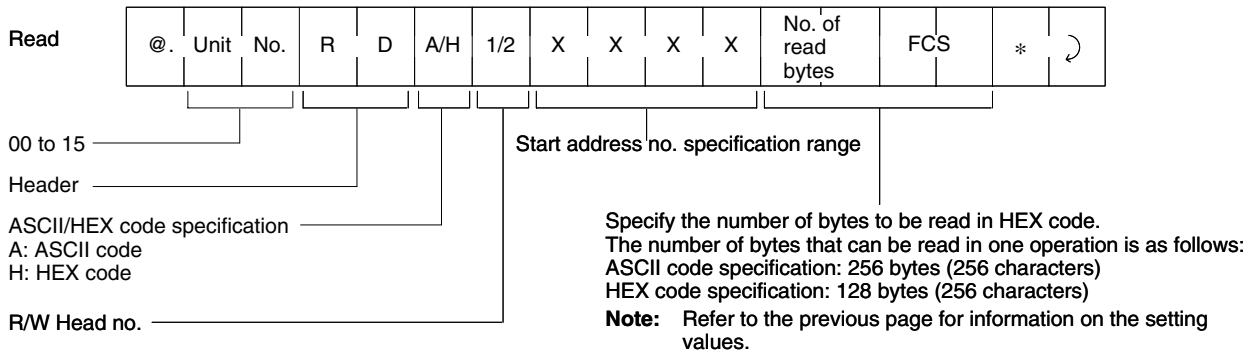 Read @. Unit No. R D A/H 1/2 X X X X No. of read bytes FCS * ⤸
00 to 15
Start address no. specification range
Header
ASCII/HEX code specification
A: ASCII code
H: HEX code
R/W Head no.
Specify the number of bytes to be read in HEX code.
The number of bytes that can be read in one operation is as follows:
ASCII code specification: 256 bytes (256 characters)
HEX code specification: 128 bytes (256 characters)
Note: Refer to the previous page for information on the setting
values.